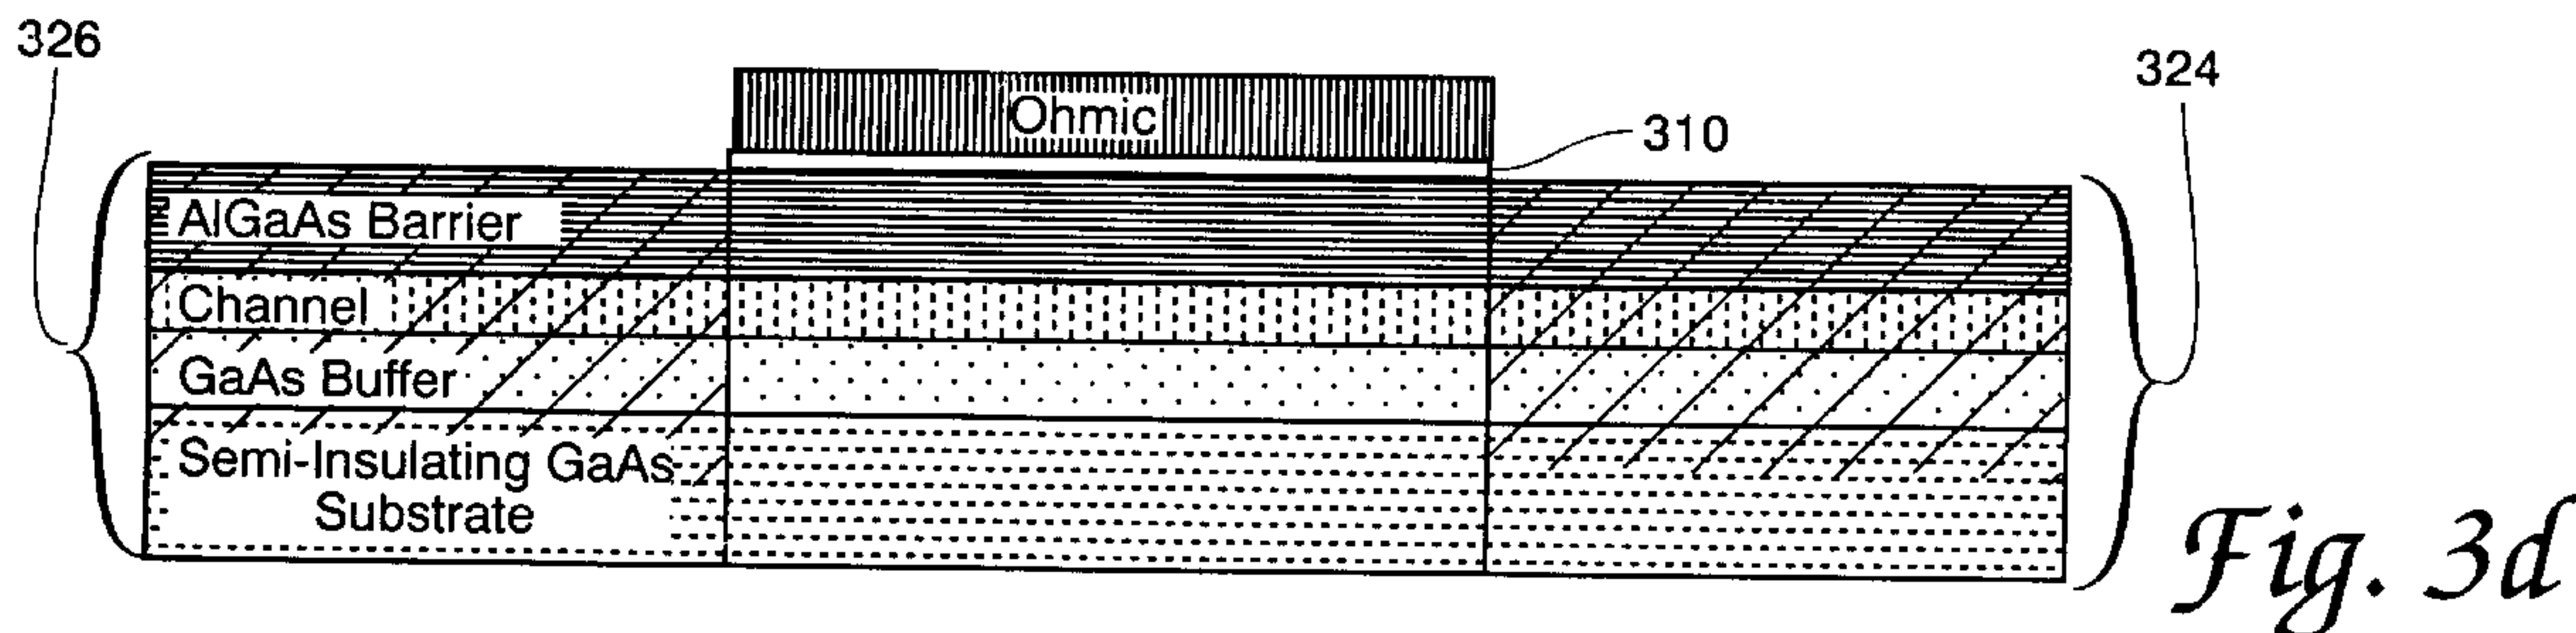 326
324
Ohmic
310
AlGaAs Barrier
Channel
GaAs Buffer
Semi-Insulating GaAs
Substrate
Fig. 3d